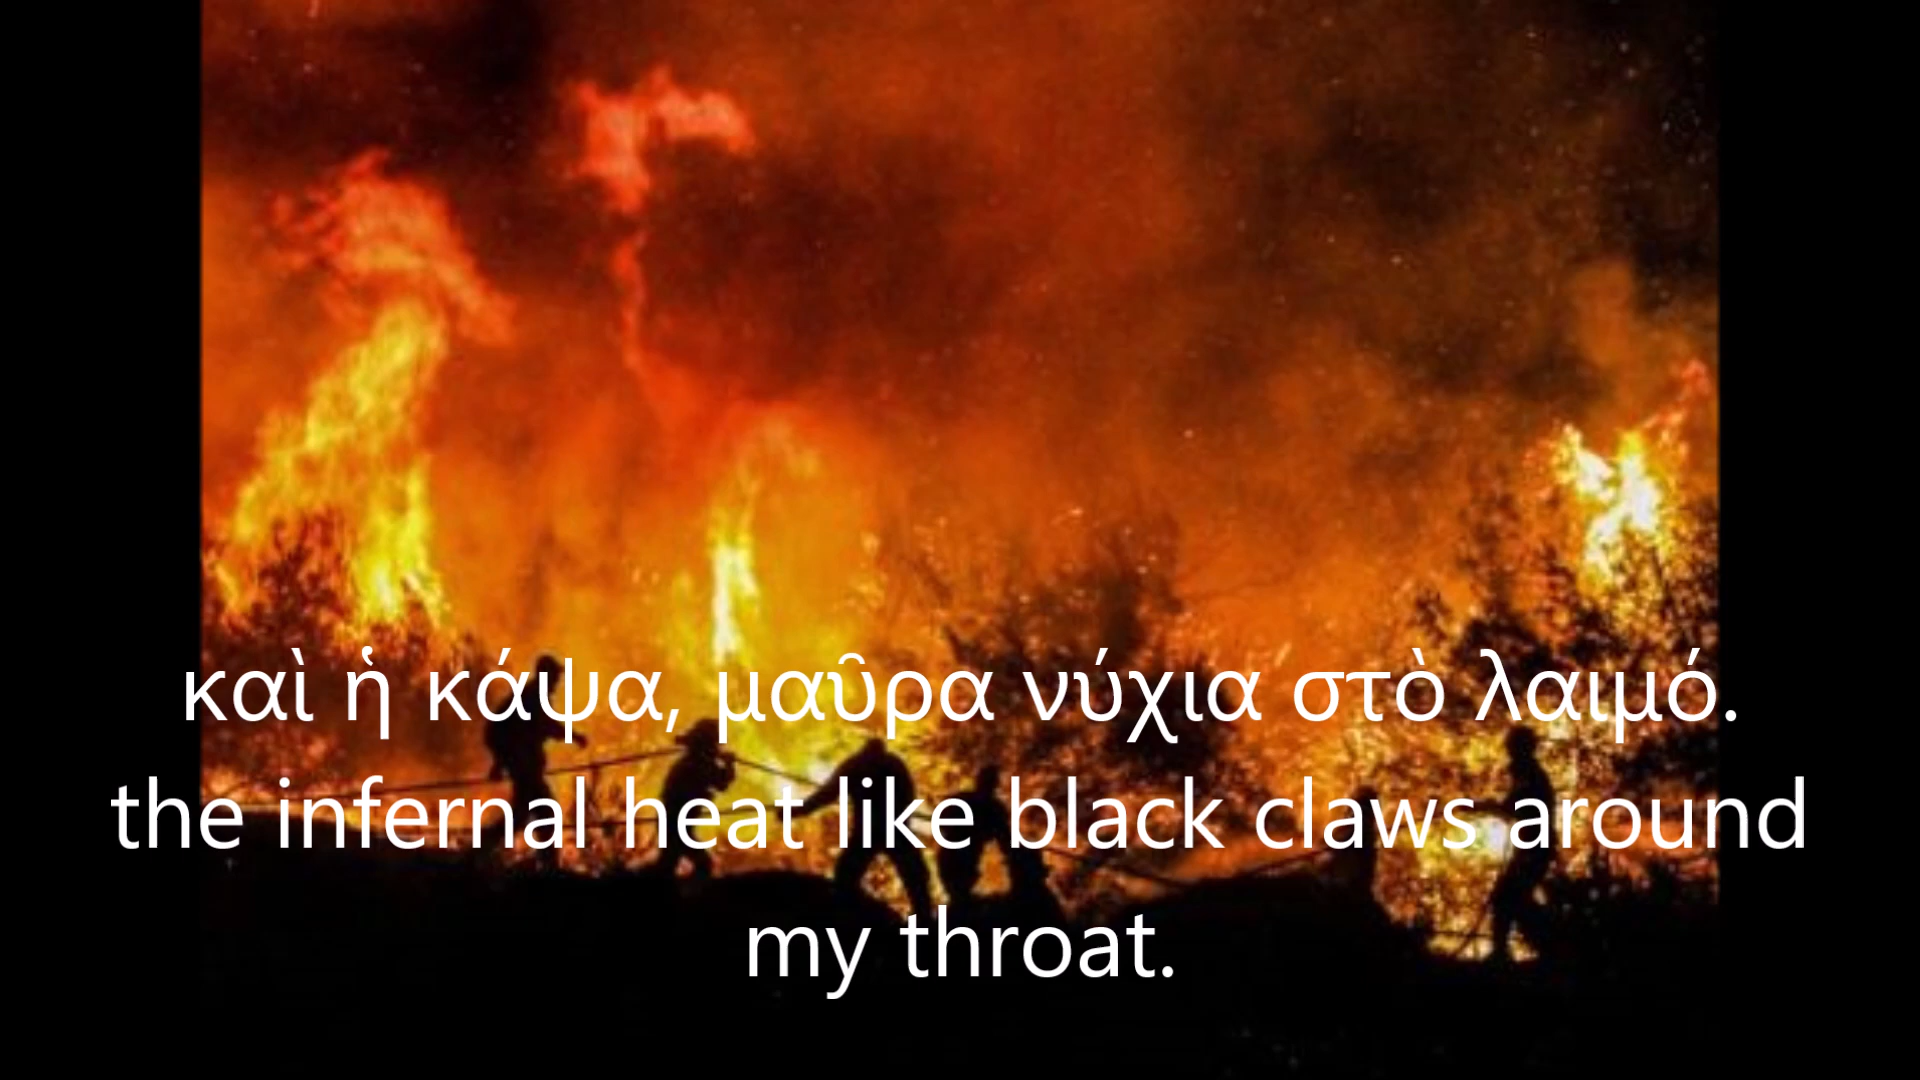 καὶ ἡ κάψα, μαῦρα νύχια στὸ λαιμό.
the infernal heat like black claws around
my throat.